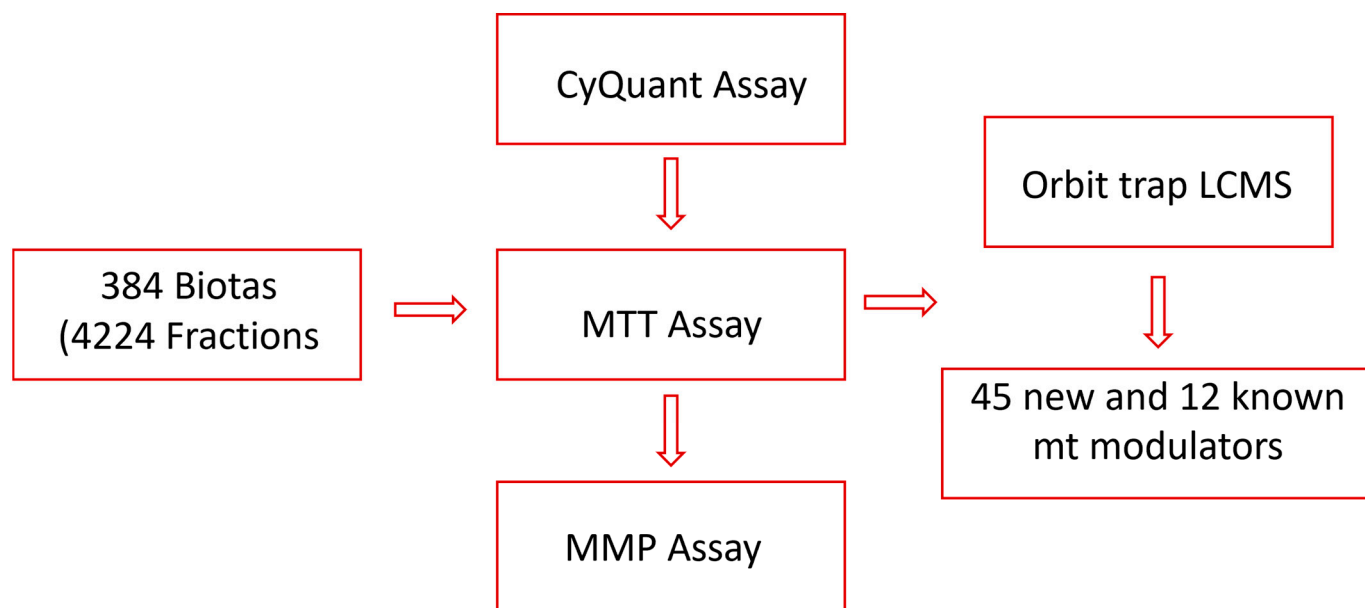 CyQuant Assay
Orbit trap LCMS
384 Biotas
(4224 Fractions
MTT Assay
45 new and 12 known
mt modulators
MMP Assay